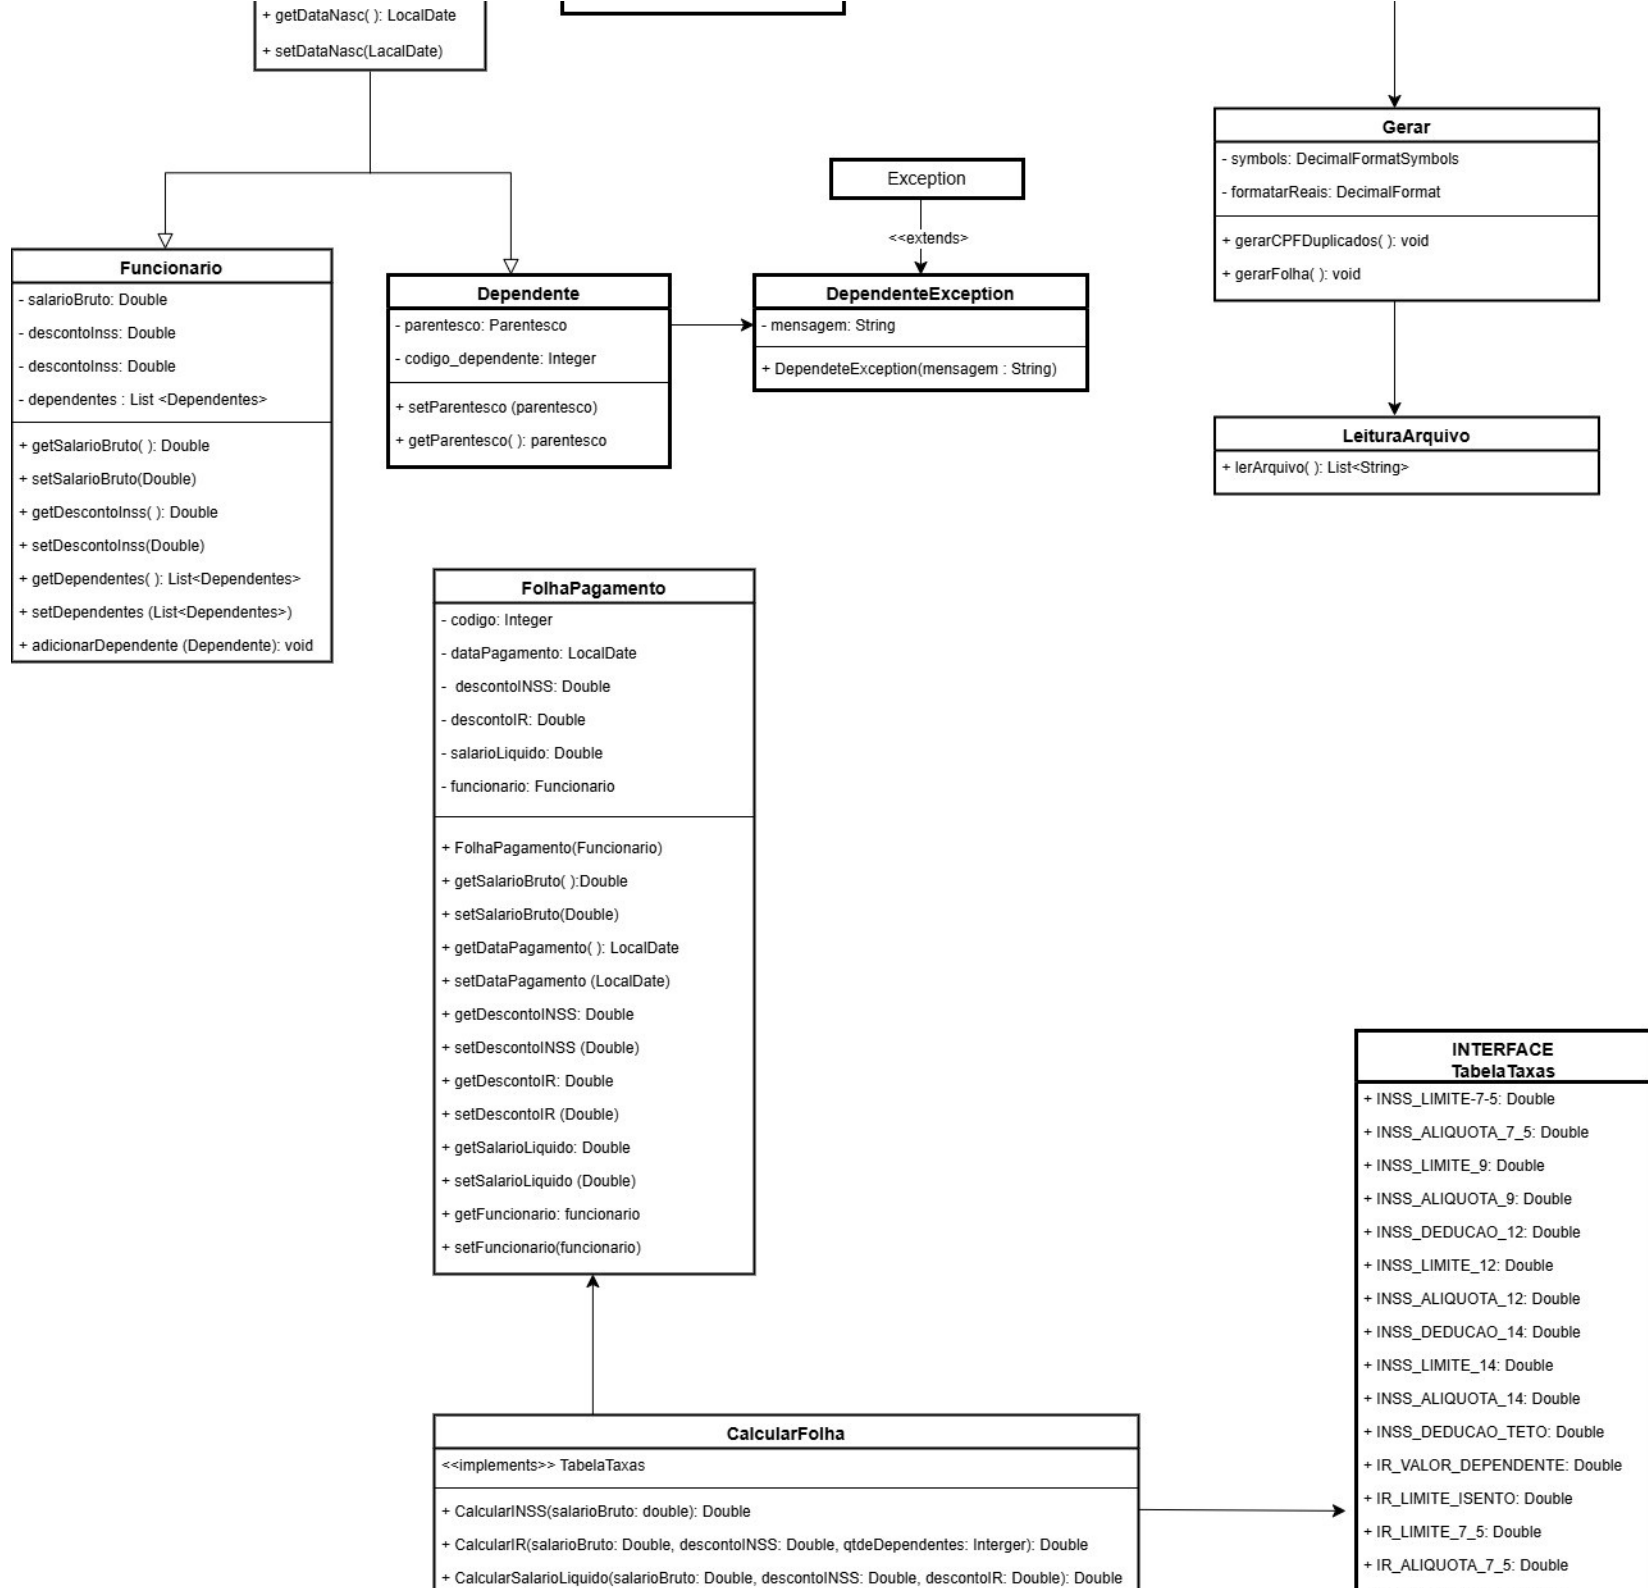 + getDataNasc( ): LocalDate
+ setDataNasc(LacalDate)
Funcionario
- salarioBruto: Double
- descontoInss: Double
- descontoInss: Double
- dependentes : List <Dependentes>
+ getSalarioBruto( ): Double
+ setSalarioBruto(Double)
+ getDescontoInss( ): Double
+ setDescontoInss(Double)
+ getDependentes( ): List<Dependentes>
+ setDependentes (List<Dependentes>)
+ adicionarDependente (Dependente): void
Dependente
- parentesco: Parentesco
- codigo_dependente: Integer
+ setParentesco (parentesco)
+ getParentesco( ): parentesco
Exception
<<extends>
DependenteException
- mensagem: String
+ DependeteException(mensagem : String)
Gerar
- symbols: DecimalFormatSymbols
- formatarReais: DecimalFormat
+ gerarCPFDuplicados( ): void
+ gerarFolha( ): void
LeituraArquivo
+ lerArquivo( ): List<String>
FolhaPagamento
- codigo: Integer
- dataPagamento: LocalDate
- descontoINSS: Double
- descontoIR: Double
- salarioLiquido: Double
- funcionario: Funcionario
+ FolhaPagamento(Funcionario)
+ getSalarioBruto( ):Double
+ setSalarioBruto(Double)
+ getDataPagamento( ): LocalDate
+ setDataPagamento (LocalDate)
+ getDescontoINSS: Double
+ setDescontoINSS (Double)
+ getDescontoIR: Double
+ setDescontoIR (Double)
+ getSalarioLiquido: Double
+ setSalarioLiquido (Double)
+ getFuncionario: funcionario
+ setFuncionario(funcionario)
CalcularFolha
<<implements>> TabelaTaxas
+ CalcularINSS(salarioBruto: double): Double
+ CalcularIR(salarioBruto: Double, descontoINSS: Double, qtdeDependentes: Interger): Double
+ CalcularSalarioLiquido(salarioBruto: Double, descontoINSS: Double, descontoIR: Double): Double
INTERFACE
TabelaTaxas
+ INSS_LIMITE-7-5: Double
+ INSS_ALIQUOTA_7_5: Double
+ INSS_LIMITE_9: Double
+ INSS_ALIQUOTA_9: Double
+ INSS_DEDUCAO_12: Double
+ INSS_LIMITE_12: Double
+ INSS_ALIQUOTA_12: Double
+ INSS_DEDUCAO_14: Double
+ INSS_LIMITE_14: Double
+ INSS_ALIQUOTA_14: Double
+ INSS_DEDUCAO_TETO: Double
+ IR_VALOR_DEPENDENTE: Double
+ IR_LIMITE_ISENTO: Double
+ IR_LIMITE_7_5: Double
+ IR_ALIQUOTA_7_5: Double